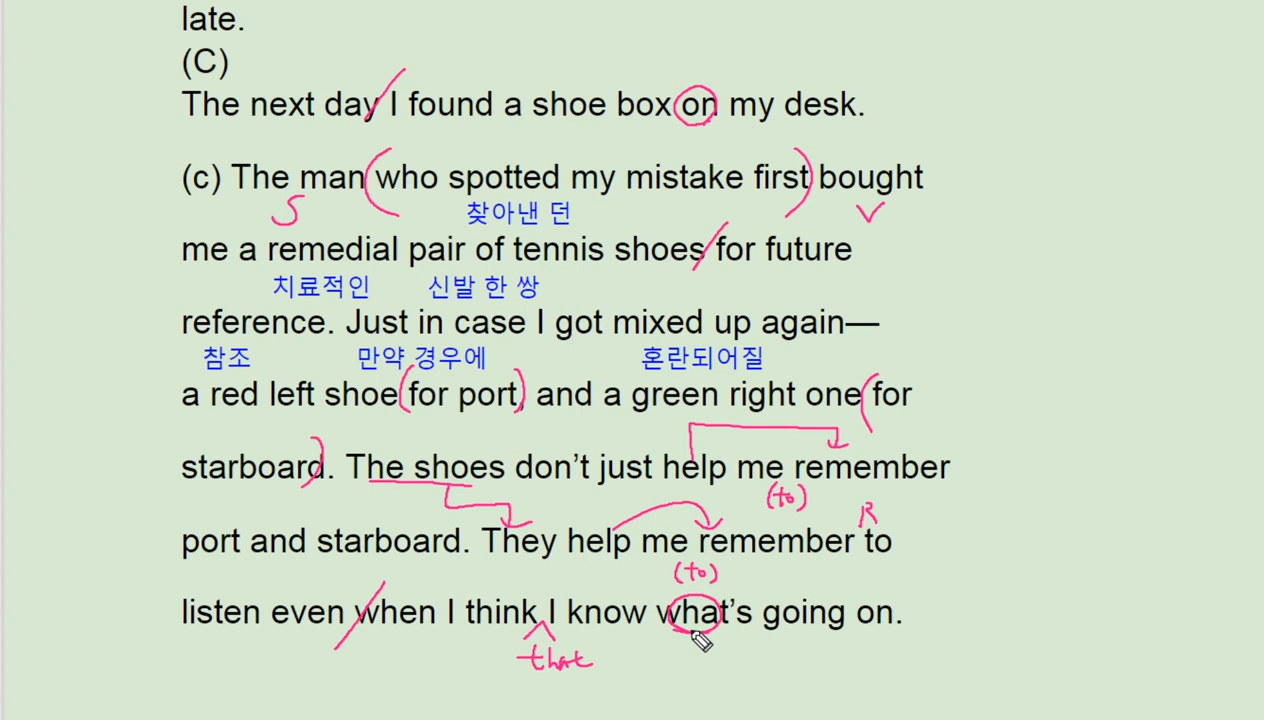 late.
(C)
The next day I found a shoe box on my desk.
(c) The man who spotted my mistake first bought
S 찾아낸 던 V
me a remedial pair of tennis shoes for future
치료적인 신발 한 쌍
reference. Just in case I got mixed up again—
참조 만약 경우에 혼란되어질
a red left shoe for port, and a green right one for
starboard. The shoes don't just help me remember
(to) R
port and starboard. They help me remember to
(to)
listen even when I think I know what's going on.
that